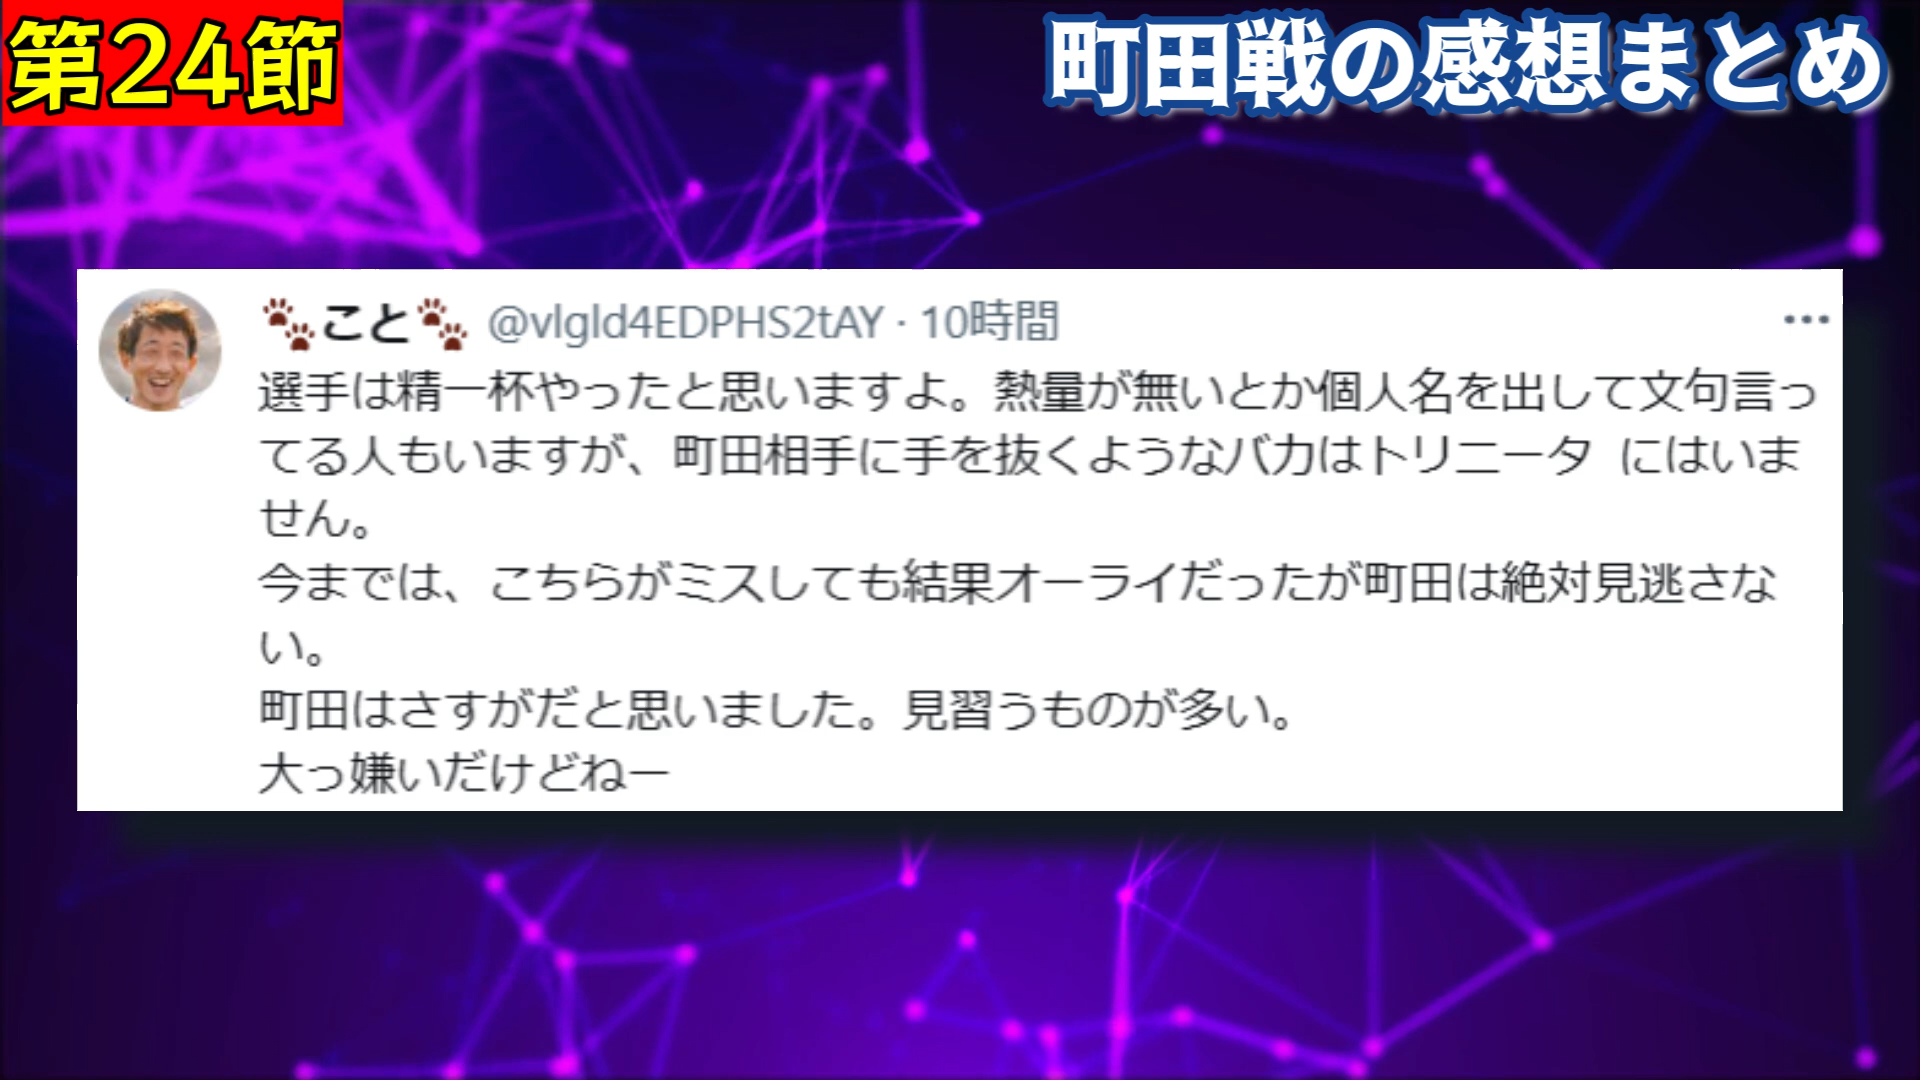 第24節
町田戦の感想まとめ
🐾こと🐾 @vlgld4EDPHS2tAY · 10時間
選手は精一杯やったと思いますよ。熱量が無いとか個人名を出して文句言っ
てる人もいますが、町田相手に手を抜くようなバカはトリニータ にはいま
せん。
今までは、こちらがミスしても結果オーライだったが町田は絶対見逃さな
い。
町田はさすがだと思いました。見習うものが多い。
大っ嫌いだけどねー